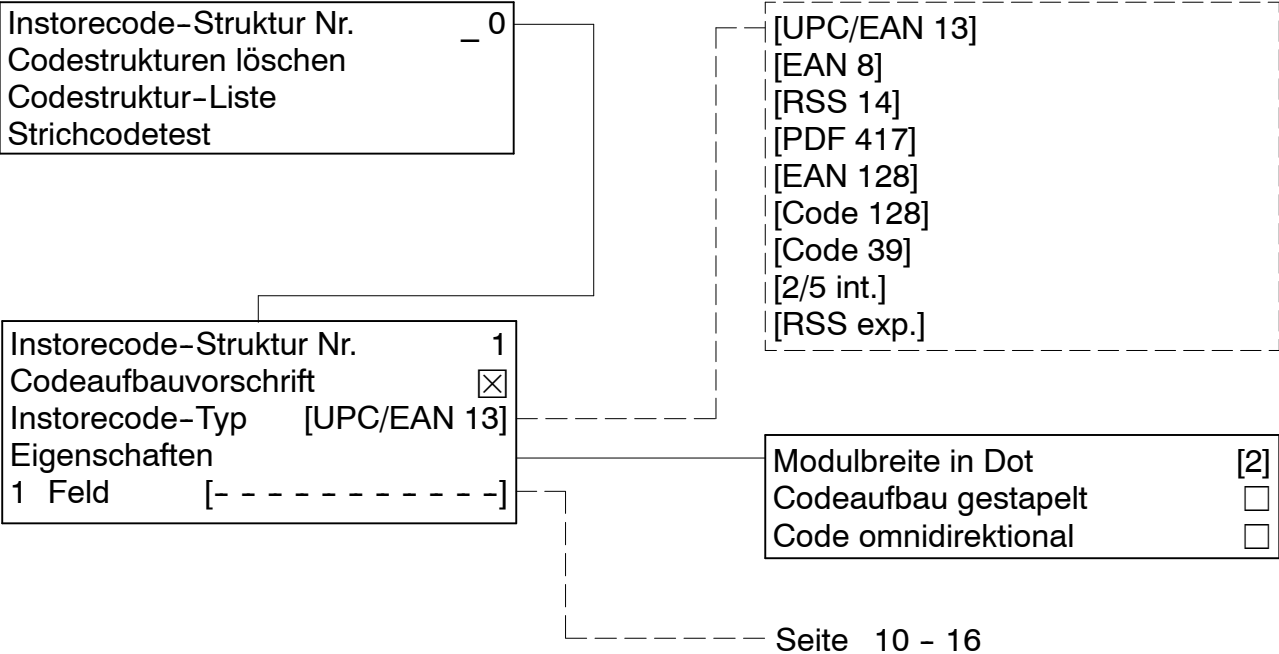 Instorecode-Struktur Nr. _ 0
Codestrukturen löschen
Codestruktur-Liste
Strichcodetest
[UPC/EAN 13]
[EAN 8]
[RSS 14]
[PDF 417]
[EAN 128]
[Code 128]
[Code 39]
[2/5 int.]
[RSS exp.]
Instorecode-Struktur Nr. 1
Codeaufbauvorschrift ☒
Instorecode-Typ [UPC/EAN 13]
Eigenschaften
1 Feld [- - - - - - - - - - -]
Modulbreite in Dot [2]
Codeaufbau gestapelt ☐
Code omnidirektional ☐
Seite 10 - 16